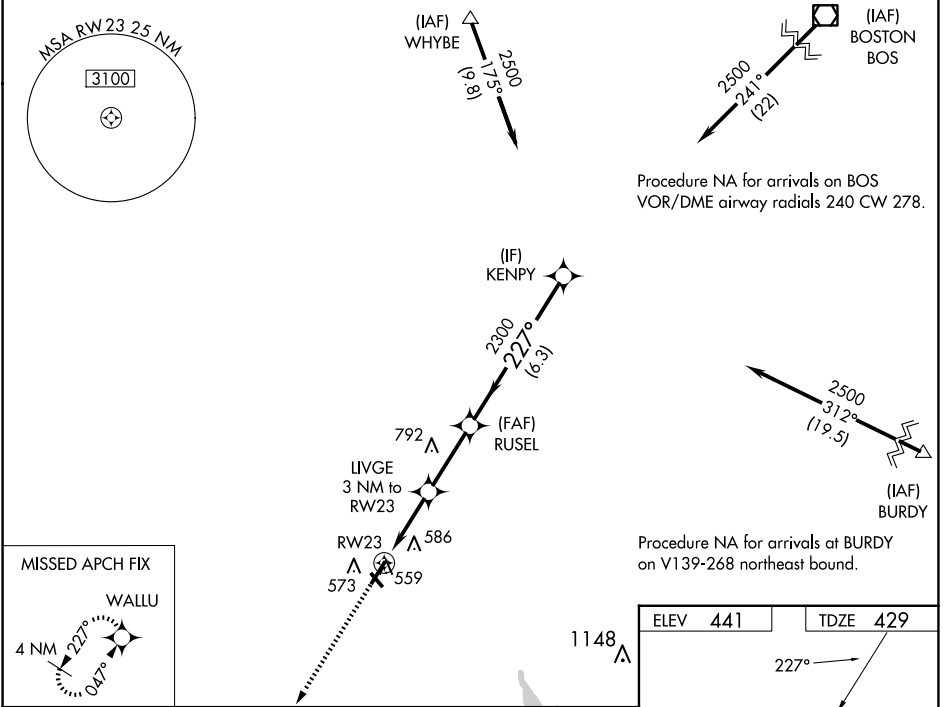 MSA RW 23 25 NM
3100
(IAF)
WHYBE
2500
175°
(9.8)
(IAF)
BOSTON
BOS
2500
241°
(22)
Procedure NA for arrivals on BOS
VOR/DME airway radials 240 CW 278.
(IF)
KENPY
2300
227°
(6.3)
(FAF)
RUSEL
792
LIVGE
3 NM to
RW23
2500
312°
(19.5)
(IAF)
BURDY
RW23
586
573
559
Procedure NA for arrivals at BURDY
on V139-268 northeast bound.
MISSED APCH FIX
WALLU
4 NM
227°
047°
1148
ELEV 441
TDZE 429
227°